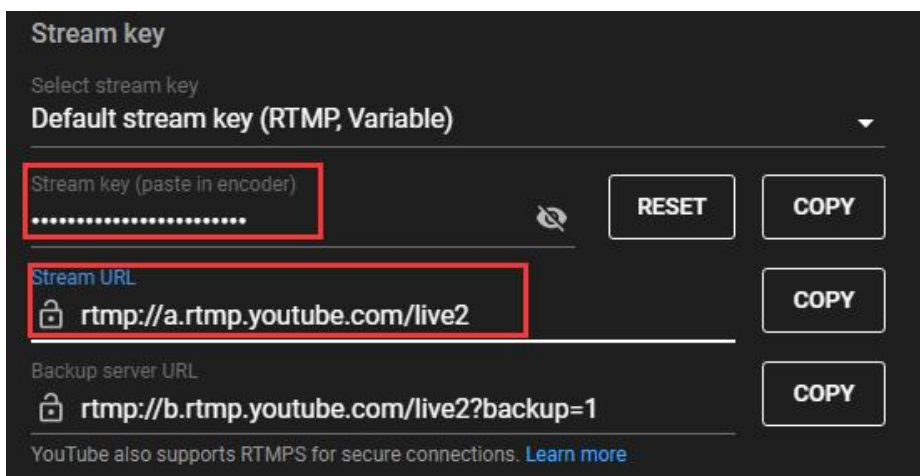 Stream key
Select stream key
Default stream key (RTMP, Variable)
Stream key (paste in encoder)
••••••••••••••••••••••••
RESET
COPY
Stream URL
rtmp://a.rtmp.youtube.com/live2
COPY
Backup server URL
rtmp://b.rtmp.youtube.com/live2?backup=1
COPY
YouTube also supports RTMPS for secure connections. Learn more